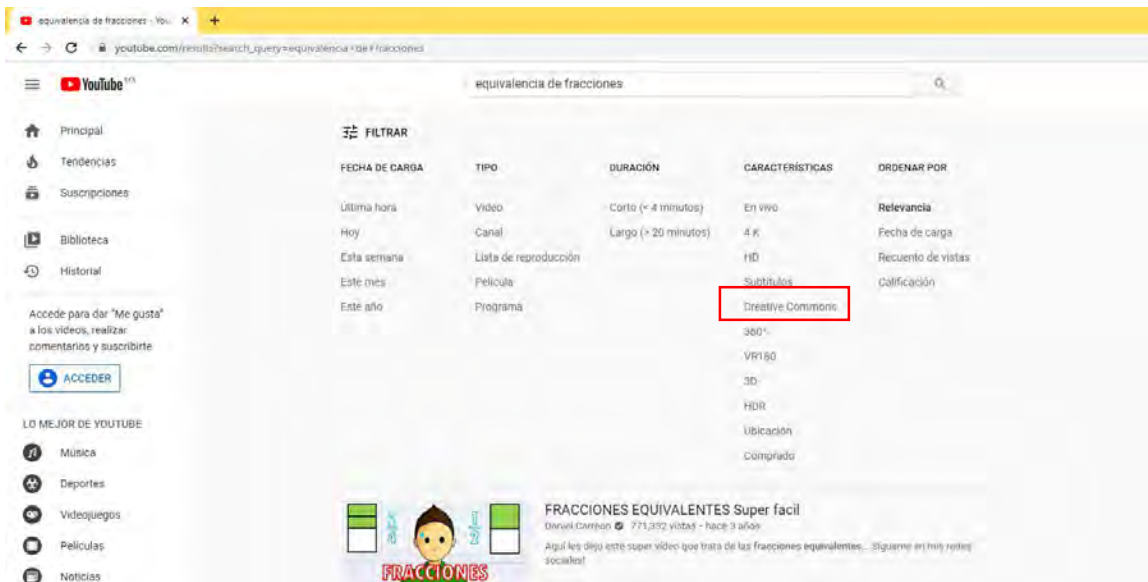 equivalencia de fracciones - You
youtube.com/results?search_query=equivalencia+de+fracciones
YouTube
equivalencia de fracciones
Principal
Tendencias
Suscripciones
Biblioteca
Historial
Accede para dar "Me gusta"
a los videos, realizar
comentarios y suscribirte
ACCEDER
LO MEJOR DE YOUTUBE
Música
Deportes
Videojuegos
Películas
Noticias
FILTRAR
FECHA DE CARGA
Última hora
Hoy
Esta semana
Este mes
Este año
TIPO
Video
Canal
Lista de reproducción
Película
Programa
DURACIÓN
Corto (< 4 minutos)
Largo (> 20 minutos)
CARACTERÍSTICAS
En vivo
4 K
HD
Subtítulos
Creative Commons
360°
VR180
3D
HDR
Ubicación
Comprado
ORDENAR POR
Relevancia
Fecha de carga
Recuento de vistas
Calificación
FRACCIONES
FRACCIONES EQUIVALENTES Super facil
Daniel Carreon 771,332 vistas - hace 3 años
Aquí les dejo este super vídeo que trata de las fracciones equivalentes... Sígueme en mis redes
sociales!